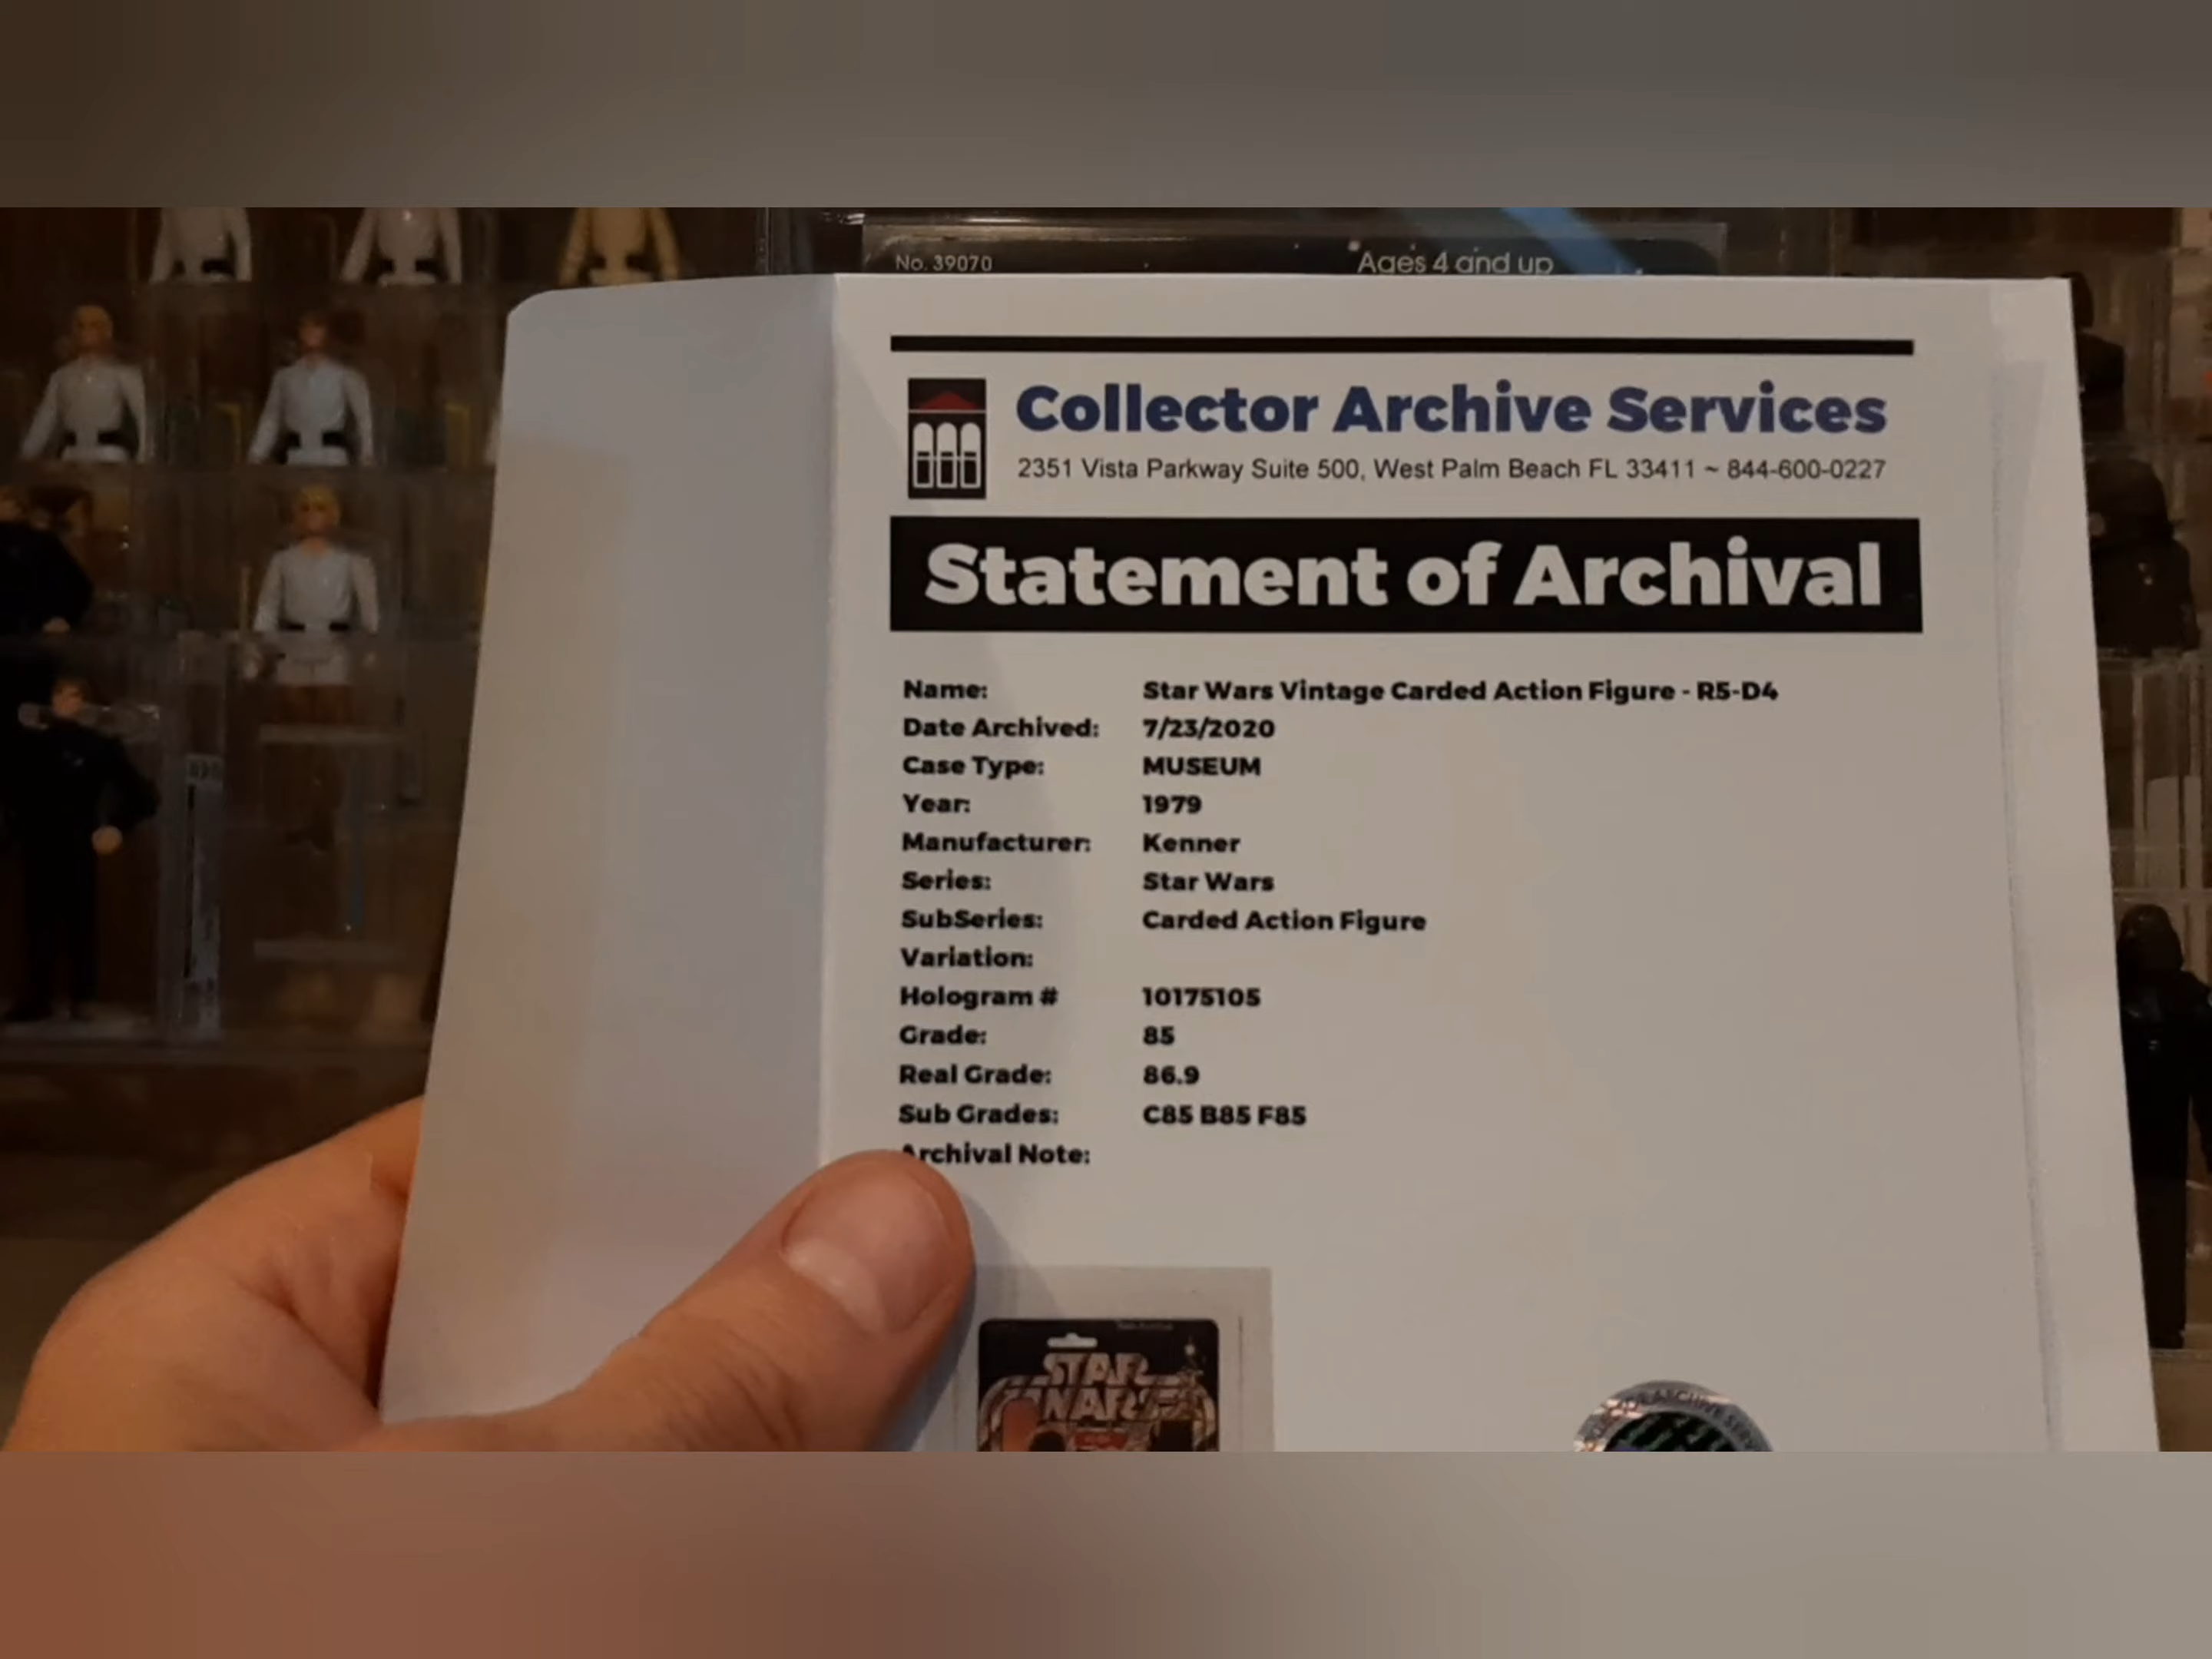 No. 39070
Ages 4 and up
Collector Archive Services
2351 Vista Parkway Suite 500, West Palm Beach FL 33411 ~ 844-600-0227
Statement of Archival
Name: Star Wars Vintage Carded Action Figure - R5-D4
Date Archived: 7/23/2020
Case Type: MUSEUM
Year: 1979
Manufacturer: Kenner
Series: Star Wars
SubSeries: Carded Action Figure
Variation:
Hologram # 10175105
Grade: 85
Real Grade: 86.9
Sub Grades: C85 B85 F85
Archival Note:
STAR
WARS